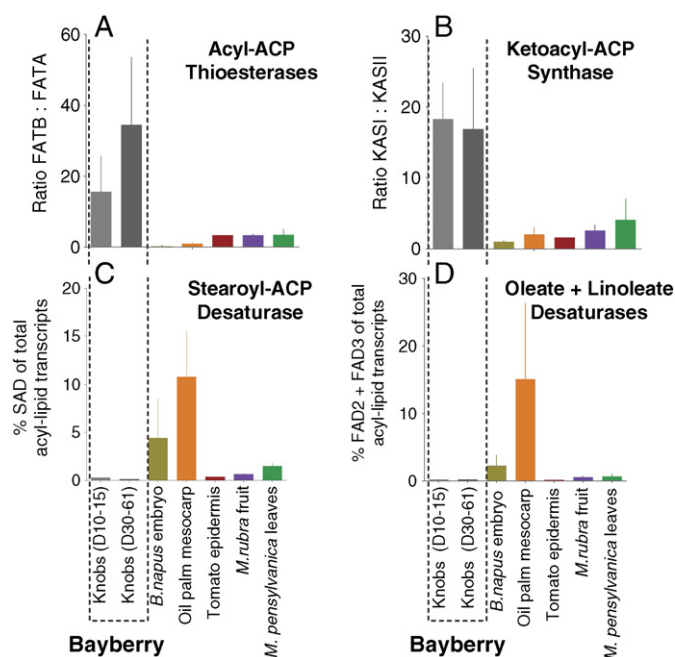 A
Acyl-ACP
Thioesterases
Ratio FATB : FATA
60
40
20
0
B
Ketoacyl-ACP
Synthase
Ratio KASI : KASII
30
20
10
0
C
Stearoyl-ACP
Desaturase
% SAD of total
acyl-lipid transcripts
20
15
10
5
0
Knobs (D10-15)
Knobs (D30-61)
B.napus embryo
Oil palm mesocarp
Tomato epidermis
M.rubra fruit
M. pensylvanica leaves
Bayberry
D
Oleate + Linoleate
Desaturases
% FAD2 + FAD3 of total
acyl-lipid transcripts
30
20
10
0
Knobs (D10-15)
Knobs (D30-61)
B.napus embryo
Oil palm mesocarp
Tomato epidermis
M.rubra fruit
M. pensylvanica leaves
Bayberry